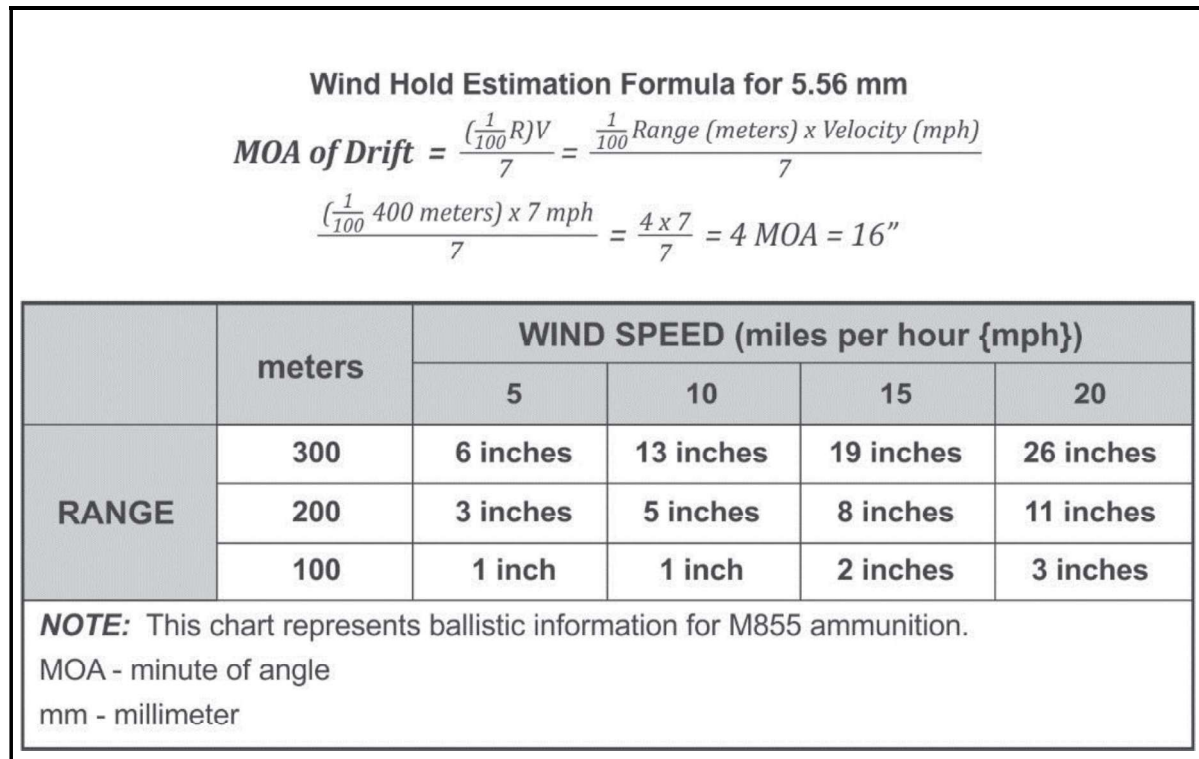 Wind Hold Estimation Formula for 5.56 mm
MOA of Drift = (1/100 R)V / 7 = 1/100 Range (meters) x Velocity (mph) / 7
(1/100 400 meters) x 7 mph / 7 = 4 x 7 / 7 = 4 MOA = 16”
meters
WIND SPEED (miles per hour {mph})
5 10 15 20
RANGE
300 6 inches 13 inches 19 inches 26 inches
200 3 inches 5 inches 8 inches 11 inches
100 1 inch 1 inch 2 inches 3 inches
NOTE: This chart represents ballistic information for M855 ammunition.
MOA - minute of angle
mm - millimeter